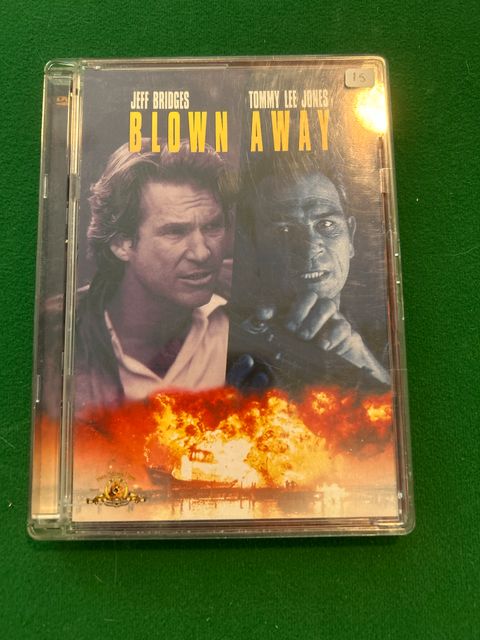 JEFF BRIDGES TOMMY LEE JONES
BLOWN AWAY
15